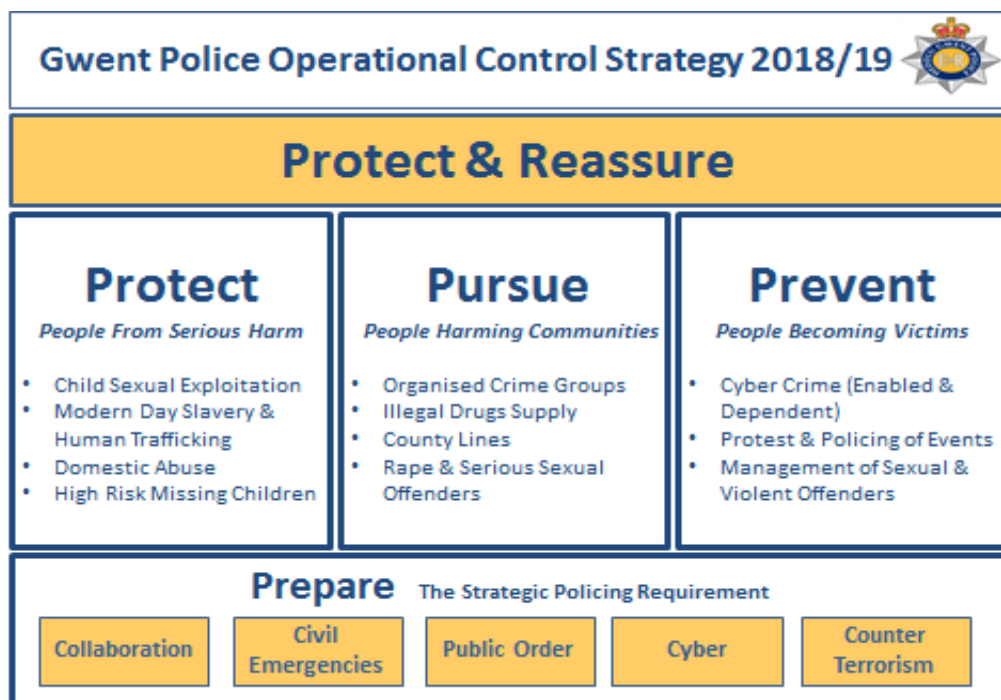 Gwent Police Operational Control Strategy 2018/19
Protect & Reassure
Protect
People From Serious Harm
• Child Sexual Exploitation
• Modern Day Slavery &
Human Trafficking
• Domestic Abuse
• High Risk Missing Children
Pursue
People Harming Communities
• Organised Crime Groups
• Illegal Drugs Supply
• County Lines
• Rape & Serious Sexual
Offenders
Prevent
People Becoming Victims
• Cyber Crime (Enabled &
Dependent)
• Protest & Policing of Events
• Management of Sexual &
Violent Offenders
Prepare The Strategic Policing Requirement
Collaboration
Civil
Emergencies
Public Order
Cyber
Counter
Terrorism